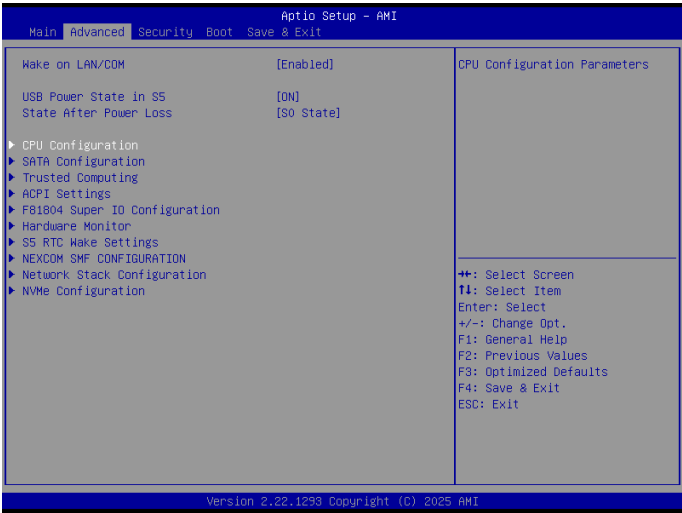 Aptio Setup – AMI
Main Advanced Security Boot Save & Exit
Wake on LAN/COM [Enabled]
USB Power State in S5 [ON]
State After Power Loss [S0 State]
CPU Configuration
SATA Configuration
Trusted Computing
ACPI Settings
F81804 Super IO Configuration
Hardware Monitor
S5 RTC Wake Settings
NEXCOM SMF CONFIGURATION
Network Stack Configuration
NVMe Configuration
CPU Configuration Parameters
→←: Select Screen
↑↓: Select Item
Enter: Select
+/-: Change Opt.
F1: General Help
F2: Previous Values
F3: Optimized Defaults
F4: Save & Exit
ESC: Exit
Version 2.22.1293 Copyright (C) 2025 AMI